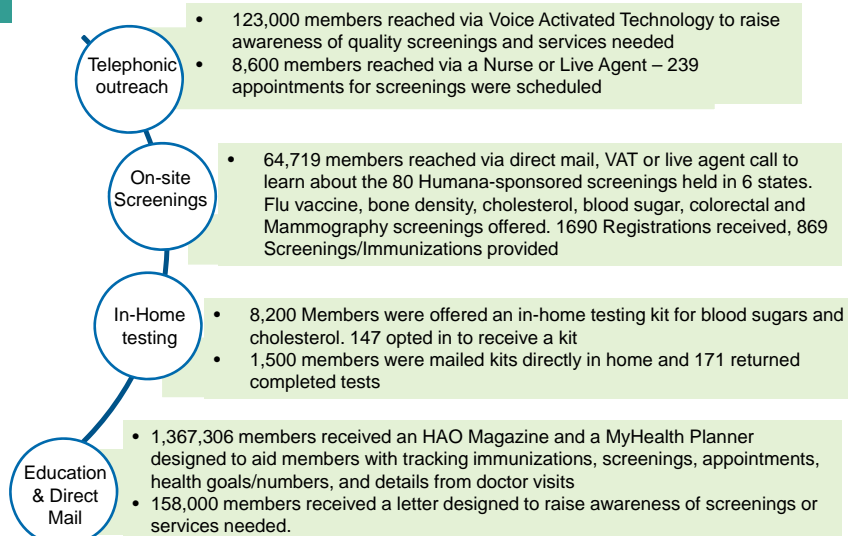 Telephonic
outreach
• 123,000 members reached via Voice Activated Technology to raise
awareness of quality screenings and services needed
• 8,600 members reached via a Nurse or Live Agent – 239
appointments for screenings were scheduled
On-site
Screenings
• 64,719 members reached via direct mail, VAT or live agent call to
learn about the 80 Humana-sponsored screenings held in 6 states.
Flu vaccine, bone density, cholesterol, blood sugar, colorectal and
Mammography screenings offered. 1690 Registrations received, 869
Screenings/Immunizations provided
In-Home
testing
• 8,200 Members were offered an in-home testing kit for blood sugars and
cholesterol. 147 opted in to receive a kit
• 1,500 members were mailed kits directly in home and 171 returned
completed tests
Education
& Direct
Mail
• 1,367,306 members received an HAO Magazine and a MyHealth Planner
designed to aid members with tracking immunizations, screenings, appointments,
health goals/numbers, and details from doctor visits
• 158,000 members received a letter designed to raise awareness of screenings or
services needed.